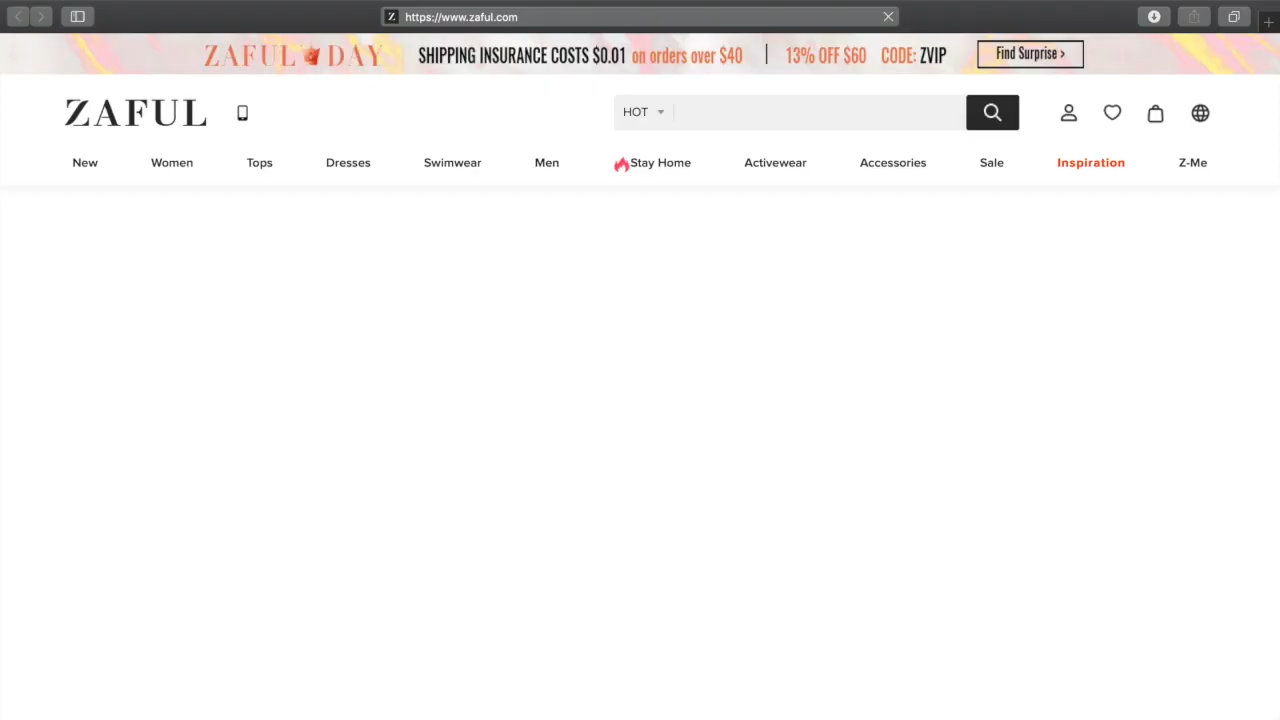 Z https://www.zaful.com
ZAFUL DAY SHIPPING INSURANCE COSTS $0.01 on orders over $40 | 13% OFF $60 CODE: ZVIP Find Surprise >
ZAFUL HOT
New Women Tops Dresses Swimwear Men Stay Home Activewear Accessories Sale Inspiration Z-Me